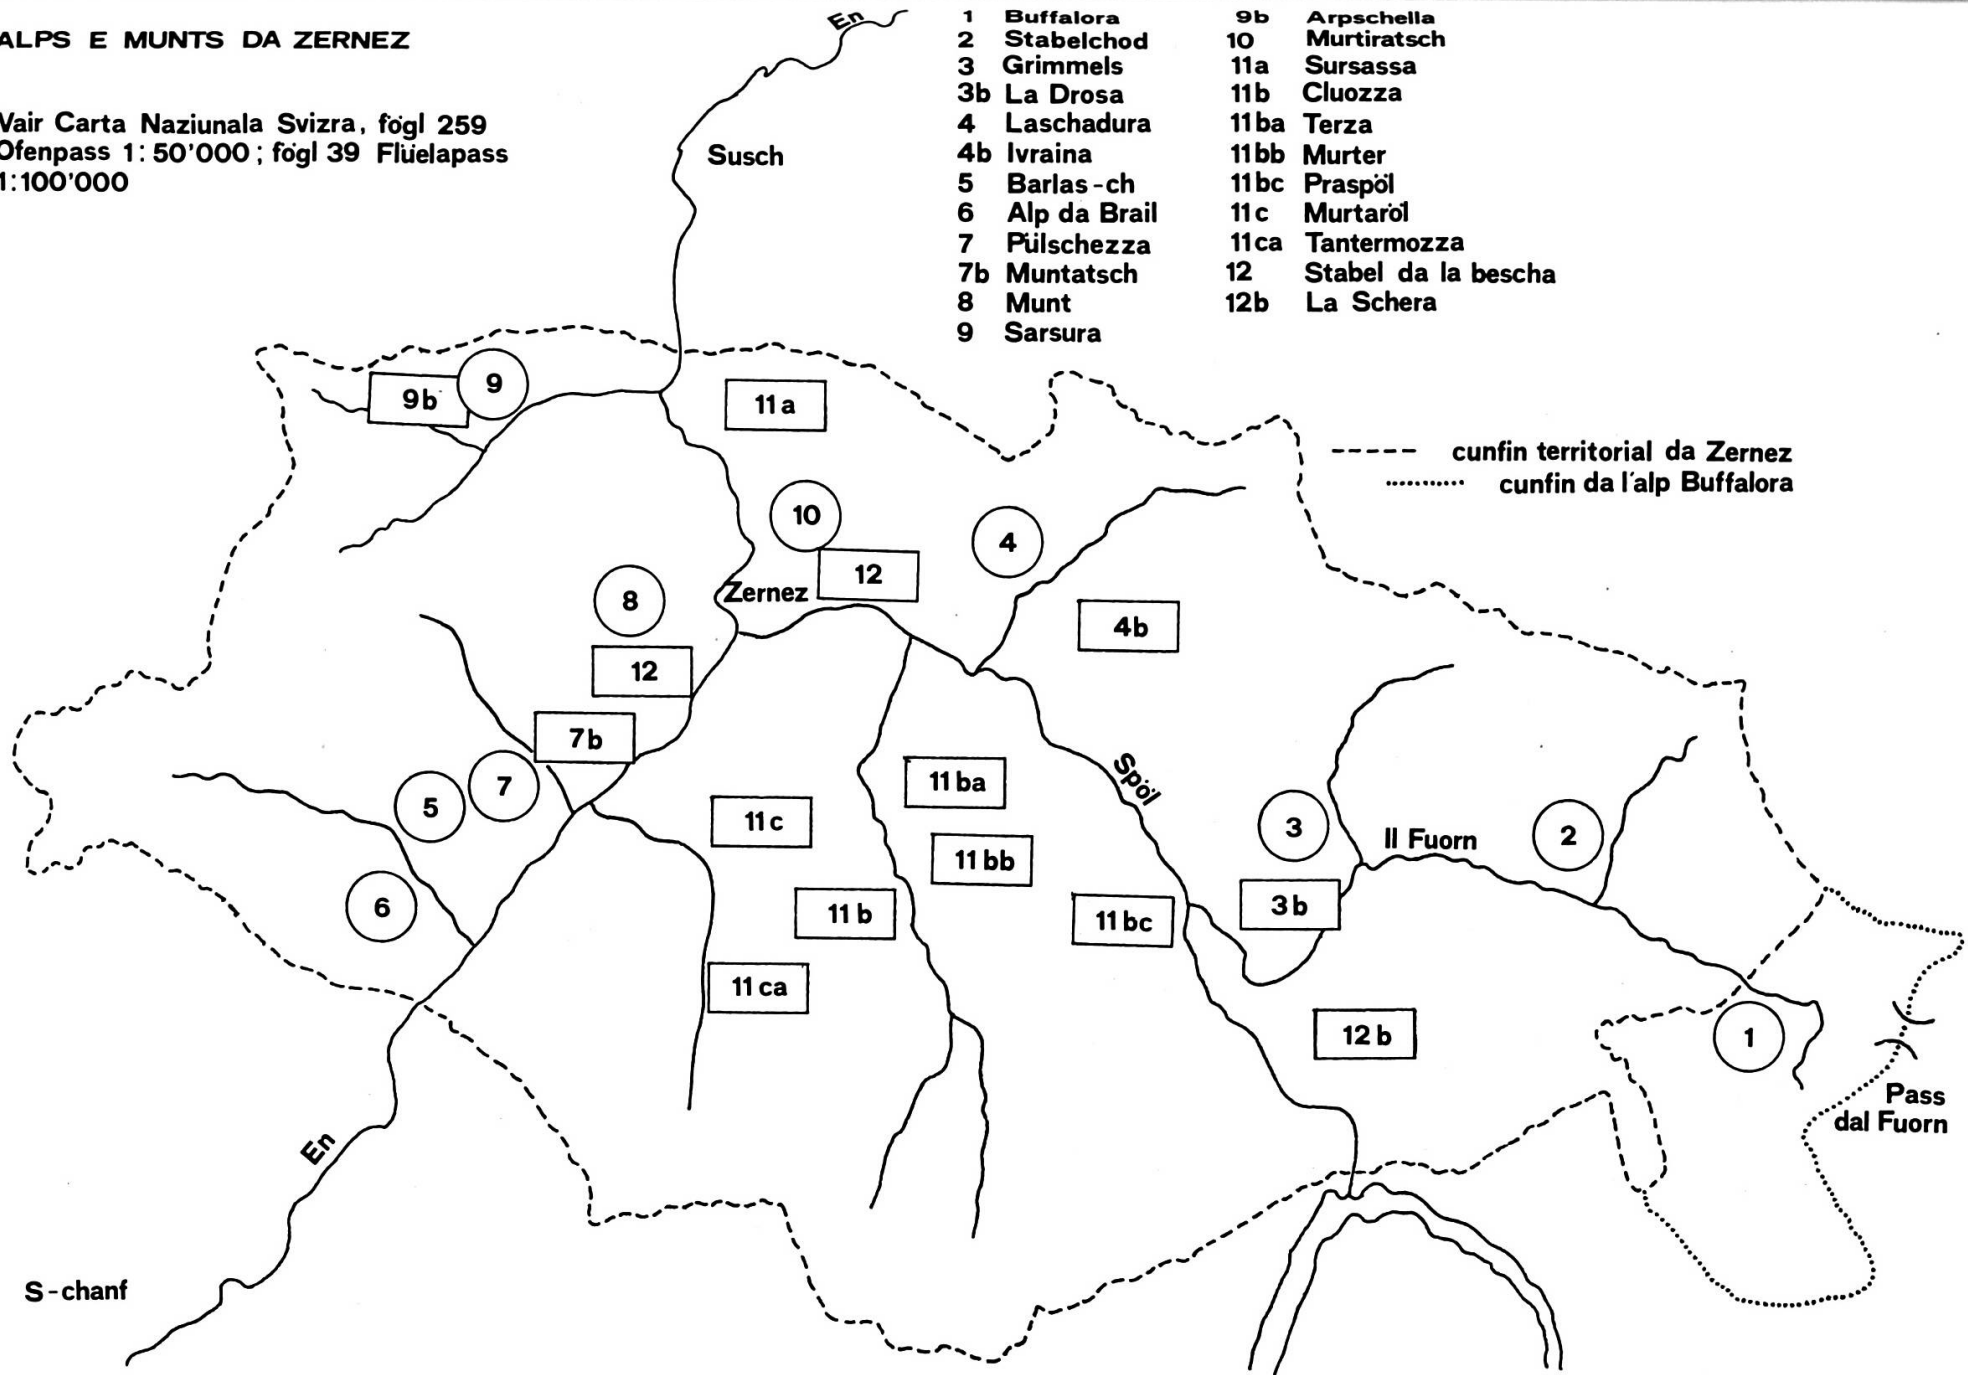 ALPS E MUNTS DA ZERNEZ
Vair Carta Naziunala Svizra, fögl 259
Ofenpass 1:50'000; fögl 39 Flüelapass
1:100'000
1 Buffalora
2 Stabelchod
3 Grimmels
3b La Drosa
4 Laschadura
4b Ivraina
5 Barlas-ch
6 Alp da Brail
7 Pülschezza
7b Muntatsch
8 Munt
9 Sarsura
9b Arpschella
10 Murtiratsch
11a Sursassa
11b Cluozza
11ba Terza
11bb Murter
11bc Praspöl
11c Murtaröl
11ca Tantermozza
12 Stabel da la bescha
12b La Schera
cunfin territorial da Zernez
cunfin da l'alp Buffalora
En
Susch
9b
9
11a
10
4
12
Zernez
8
4b
12
7b
7
5
11ba
Spöl
11c
3
Il Fuorn
2
11bb
6
11b
11bc
3b
11ca
12b
1
Pass
dal Fuorn
En
S-chanf